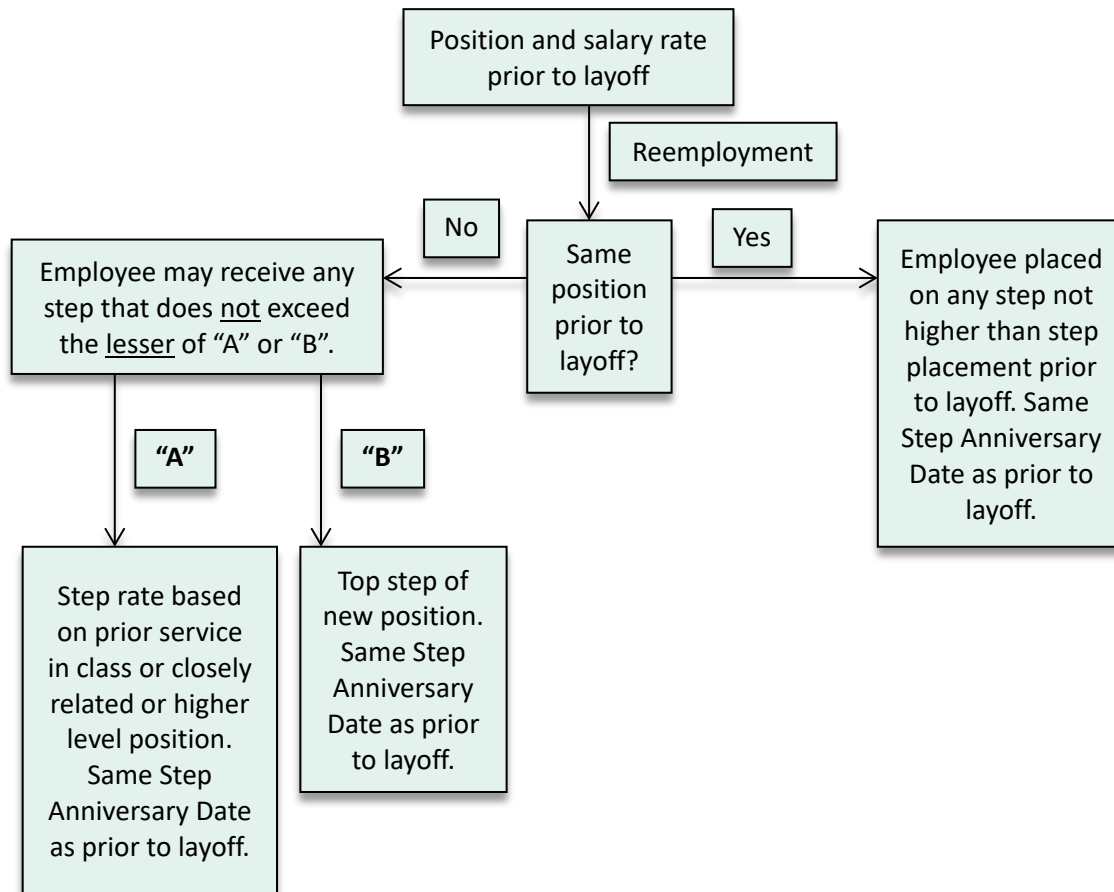 Position and salary rate
prior to layoff
Reemployment
No
Yes
Same
position
prior to
layoff?
Employee may receive any
step that does not exceed
the lesser of “A” or “B”.
Employee placed
on any step not
higher than step
placement prior
to layoff. Same
Step Anniversary
Date as prior to
layoff.
“A”
“B”
Step rate based
on prior service
in class or closely
related or higher
level position.
Same Step
Anniversary Date
as prior to layoff.
Top step of
new position.
Same Step
Anniversary
Date as prior
to layoff.